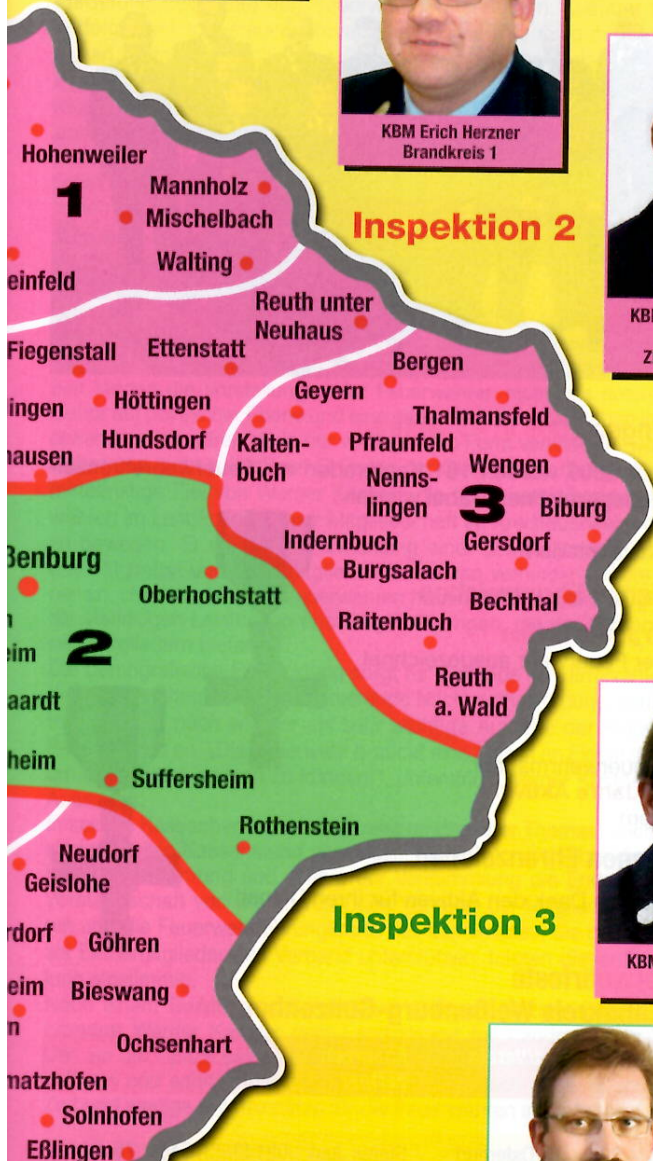 KBM Erich Herzner
Brandkreis 1
Hohenweiler
Mannholz
1
Mischelbach
Inspektion 2
Walting
einfeld
Reuth unter
Neuhaus
KB
Z
Fiegenstall
Ettenstatt
Bergen
Geyern
ingen
Höttingen
Thalmansfeld
hausen
Hundsdorf
Kalten-
buch
Pfraunfeld
Wengen
Nenns-
lingen
3
Biburg
Indernbuch
Gersdorf
ßenburg
Burgsalach
Oberhochstatt
Bechthal
Raitenbuch
n
eim
2
aardt
Reuth
a. Wald
heim
Suffersheim
Rothenstein
Neudorf
Geislohe
Inspektion 3
rdorf
Göhren
KBM
eim
Bieswang
n
Ochsenhart
matzhofen
Solnhofen
Eßlingen